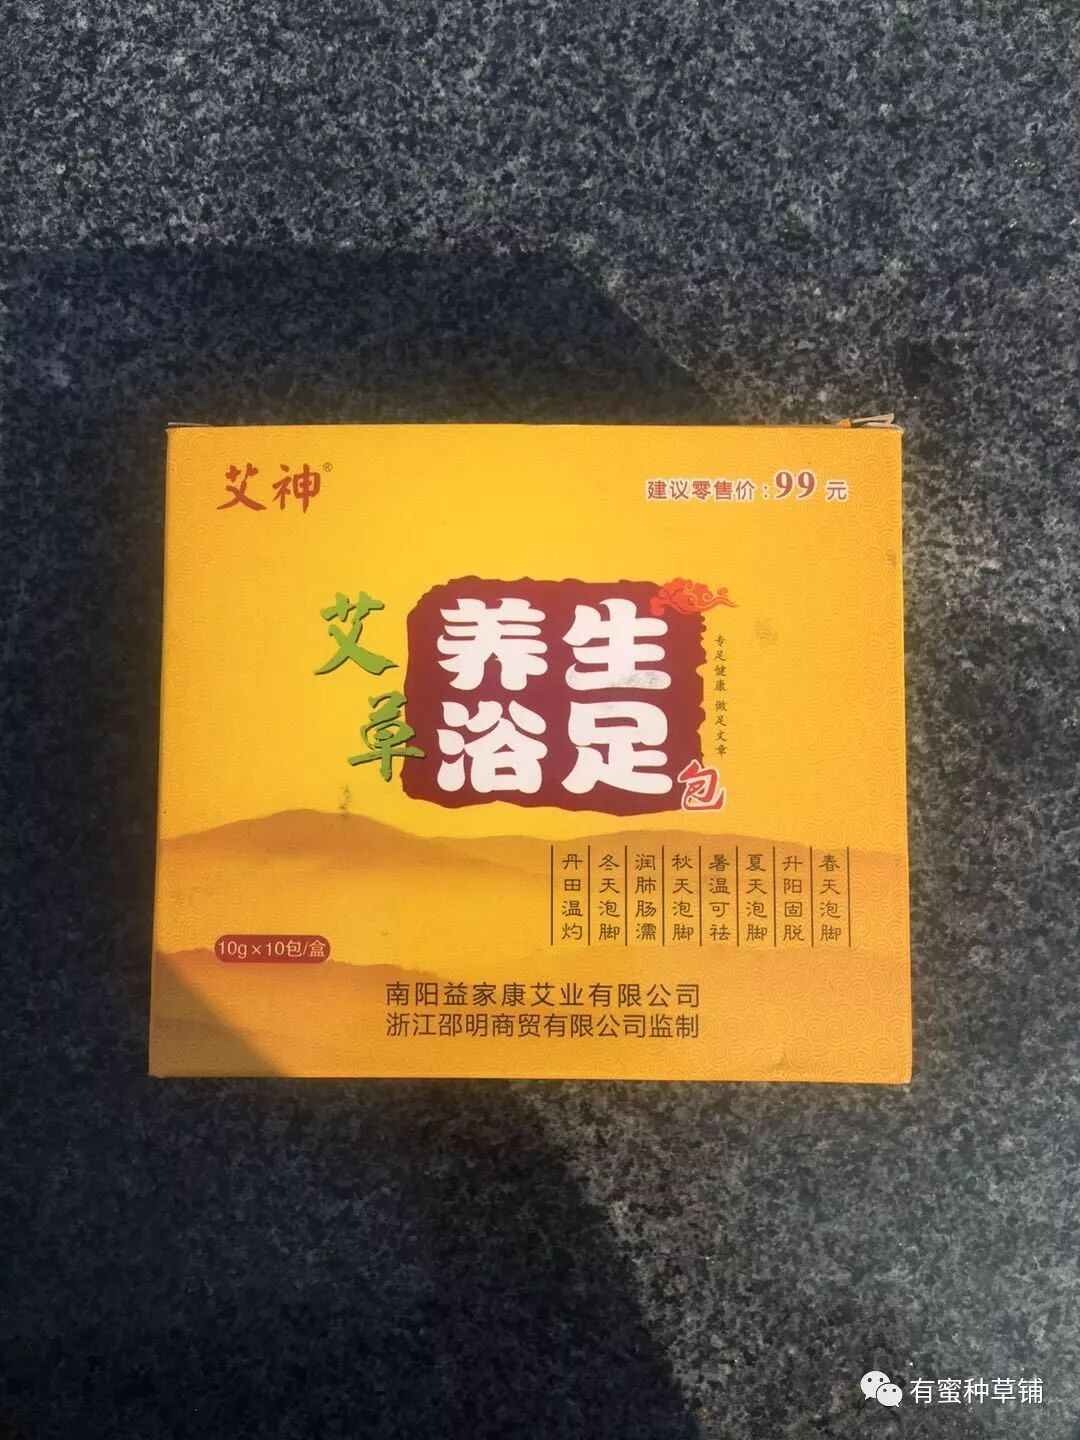 艾神®
建议零售价:99元
艾草
养生
浴足
包
专足健康 做足文章
春天泡脚
升阳固脱
夏天泡脚
暑温可祛
秋天泡脚
润肺肠濡
冬天泡脚
丹田温灼
10g×10包/盒
南阳益家康艾业有限公司
浙江邵明商贸有限公司监制
有蜜种草铺